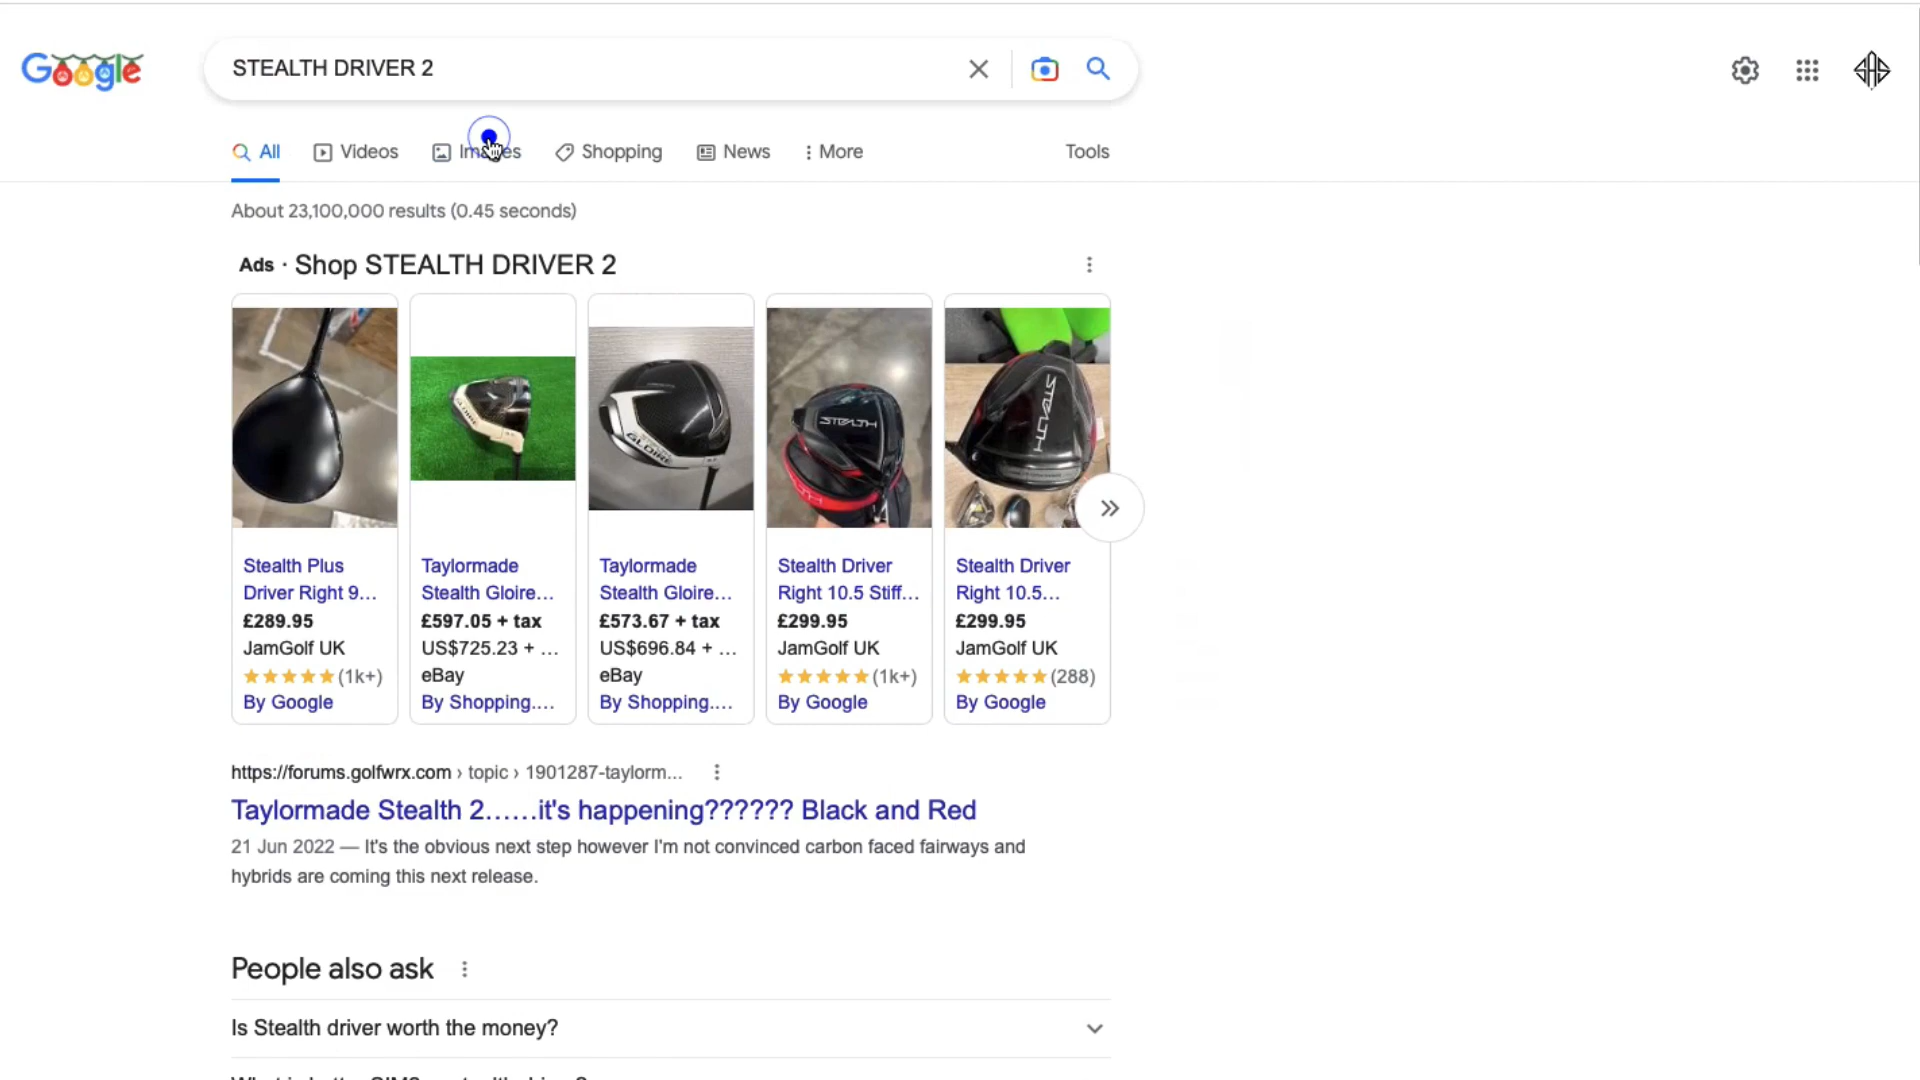 Google
STEALTH DRIVER 2
All
Videos
Images
Shopping
News
More
Tools
About 23,100,000 results (0.45 seconds)
Ads · Shop STEALTH DRIVER 2
STEALTH
STEALTH
GLOIRE
Stealth Plus
Driver Right 9...
£289.95
JamGolf UK
(1k+)
By Google
Taylormade
Stealth Gloire...
£597.05 + tax
US$725.23 + ...
eBay
By Shopping....
Taylormade
Stealth Gloire...
£573.67 + tax
US$696.84 + ...
eBay
By Shopping....
Stealth Driver
Right 10.5 Stiff...
£299.95
JamGolf UK
(1k+)
By Google
Stealth Driver
Right 10.5...
£299.95
JamGolf UK
(288)
By Google
https://forums.golfwrx.com › topic › 1901287-taylorm...
Taylormade Stealth 2......it's happening?????? Black and Red
21 Jun 2022 — It's the obvious next step however I'm not convinced carbon faced fairways and
hybrids are coming this next release.
People also ask
Is Stealth driver worth the money?